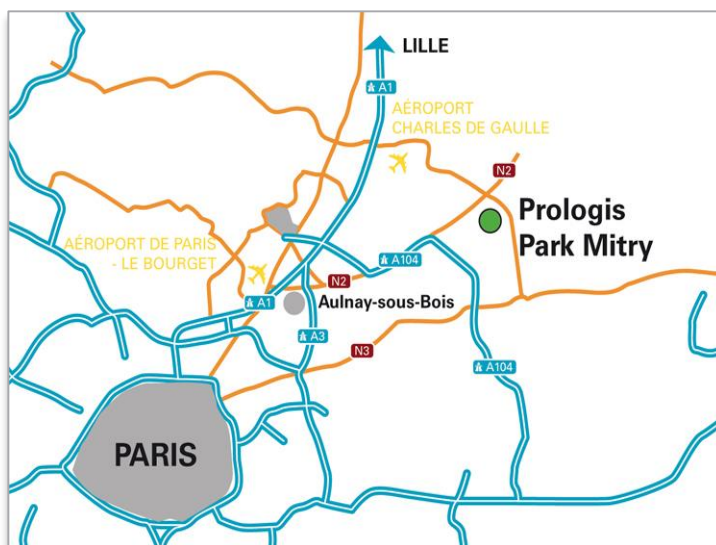 LILLE
A1
AÉROPORT
CHARLES DE GAULLE
N2
Prologis
Park Mitry
AÉROPORT DE PARIS
- LE BOURGET
A104
N2
A1
Aulnay-sous-Bois
A3
N3
A104
PARIS